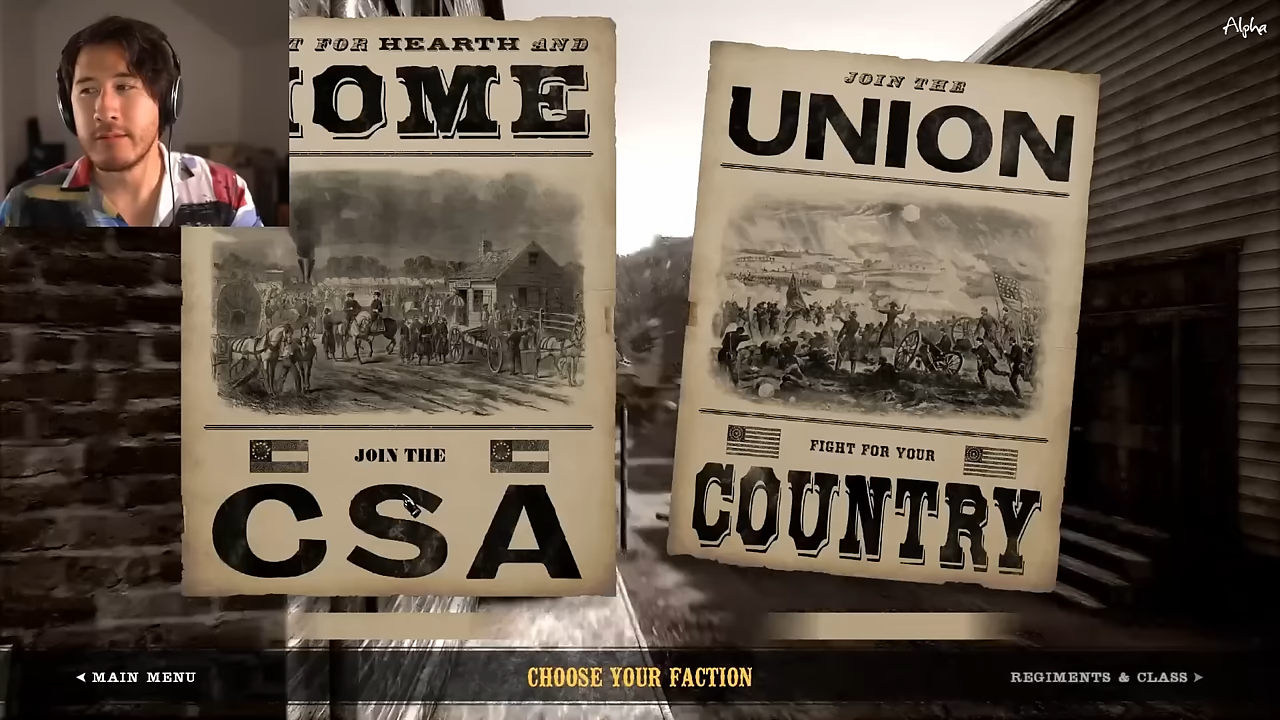 FOR HEARTH AND
HOME
JOIN THE
CSA
JOIN THE
UNION
FIGHT FOR YOUR
COUNTRY
Alpha
MAIN MENU
CHOOSE YOUR FACTION
REGIMENTS & CLASS